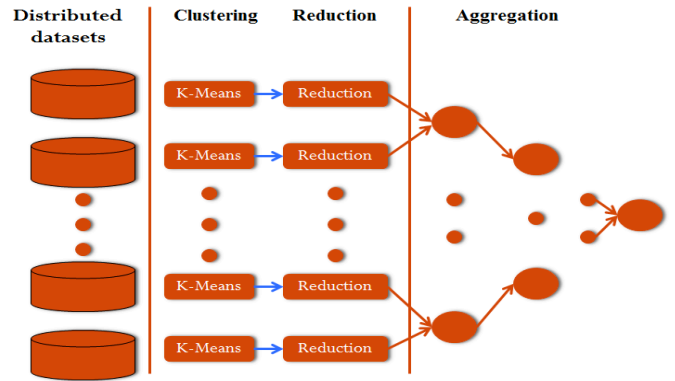 Distributed
datasets
Clustering
Reduction
Aggregation
K-Means
Reduction
K-Means
Reduction
K-Means
Reduction
K-Means
Reduction